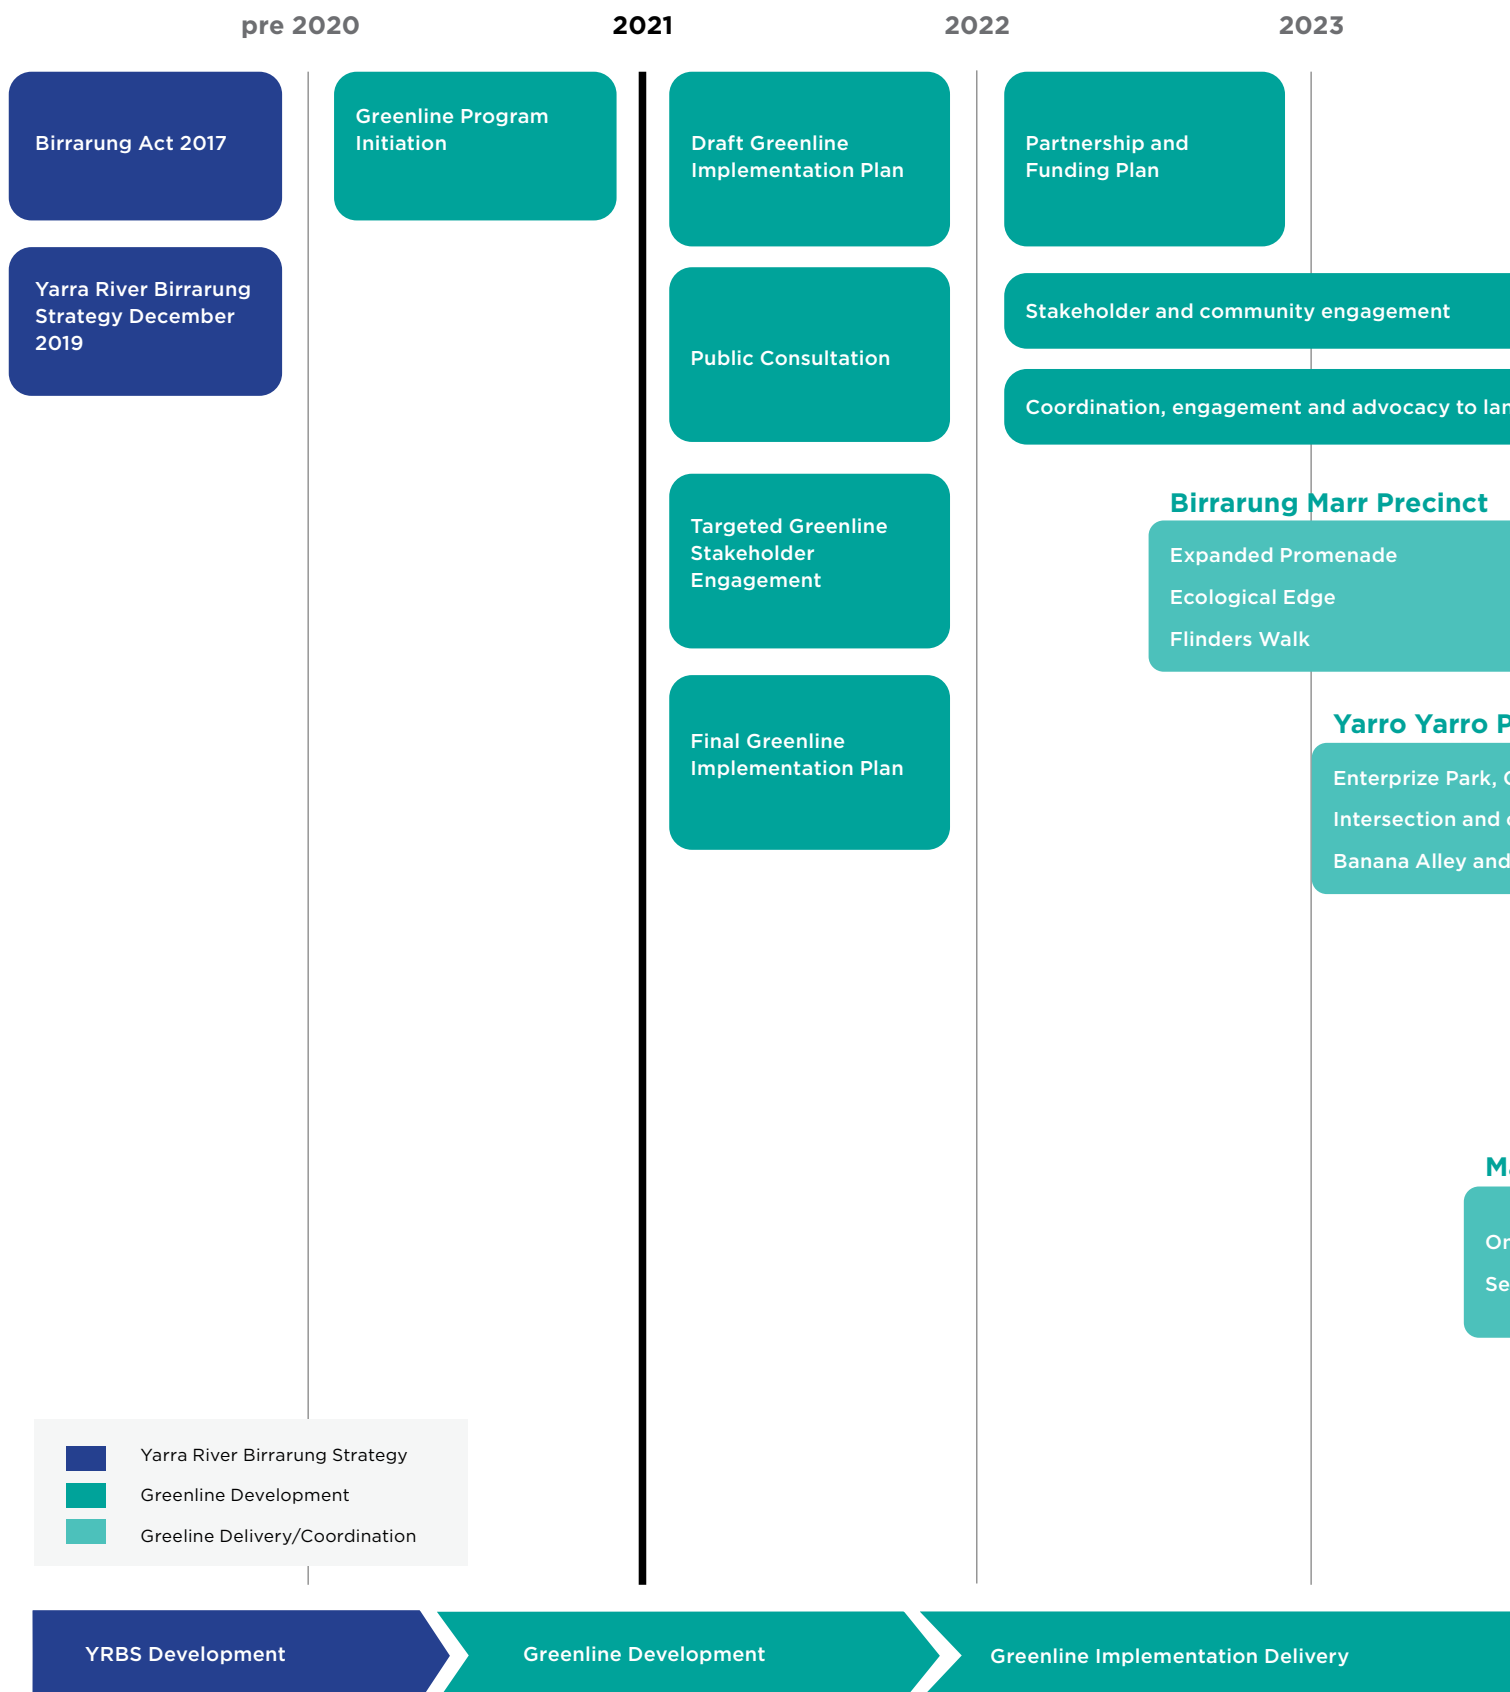 pre 2020
2021
2022
2023
Birrarung Act 2017
Yarra River Birrarung
Strategy December
2019
Greenline Program
Initiation
Draft Greenline
Implementation Plan
Public Consultation
Targeted Greenline
Stakeholder
Engagement
Final Greenline
Implementation Plan
Partnership and
Funding Plan
Stakeholder and community engagement
Coordination, engagement and advocacy to
Birrarung Marr Precinct
Expanded Promenade
Ecological Edge
Flinders Walk
Yarro Yarro
Enterprize Park,
Intersection and
Banana Alley and
Yarra River Birrarung Strategy
Greenline Development
Greeline Delivery/Coordination
YRBS Development
Greenline Development
Greenline Implementation Delivery